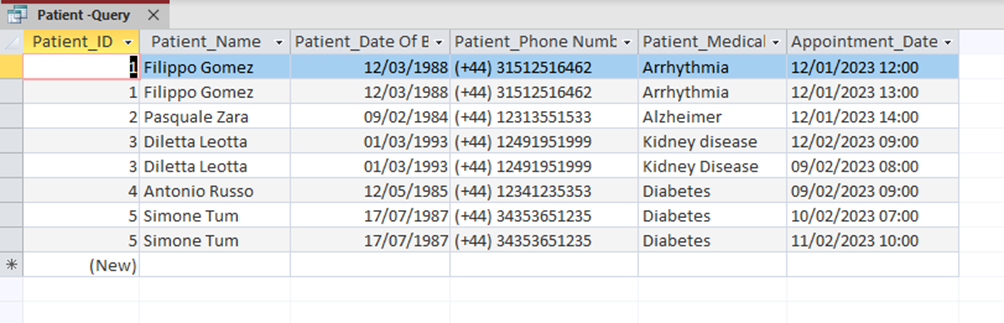 Patient -Query
Patient_ID Patient_Name Patient_Date Of B Patient_Phone Numb Patient_Medical Appointment_Date
1 Filippo Gomez 12/03/1988 (+44) 31512516462 Arrhythmia 12/01/2023 12:00
1 Filippo Gomez 12/03/1988 (+44) 31512516462 Arrhythmia 12/01/2023 13:00
2 Pasquale Zara 09/02/1984 (+44) 12313551533 Alzheimer 12/01/2023 14:00
3 Diletta Leotta 01/03/1993 (+44) 12491951999 Kidney disease 12/02/2023 09:00
3 Diletta Leotta 01/03/1993 (+44) 12491951999 Kidney Disease 09/02/2023 08:00
4 Antonio Russo 12/05/1985 (+44) 12341235353 Diabetes 09/02/2023 09:00
5 Simone Tum 17/07/1987 (+44) 34353651235 Diabetes 10/02/2023 07:00
5 Simone Tum 17/07/1987 (+44) 34353651235 Diabetes 11/02/2023 10:00
(New)